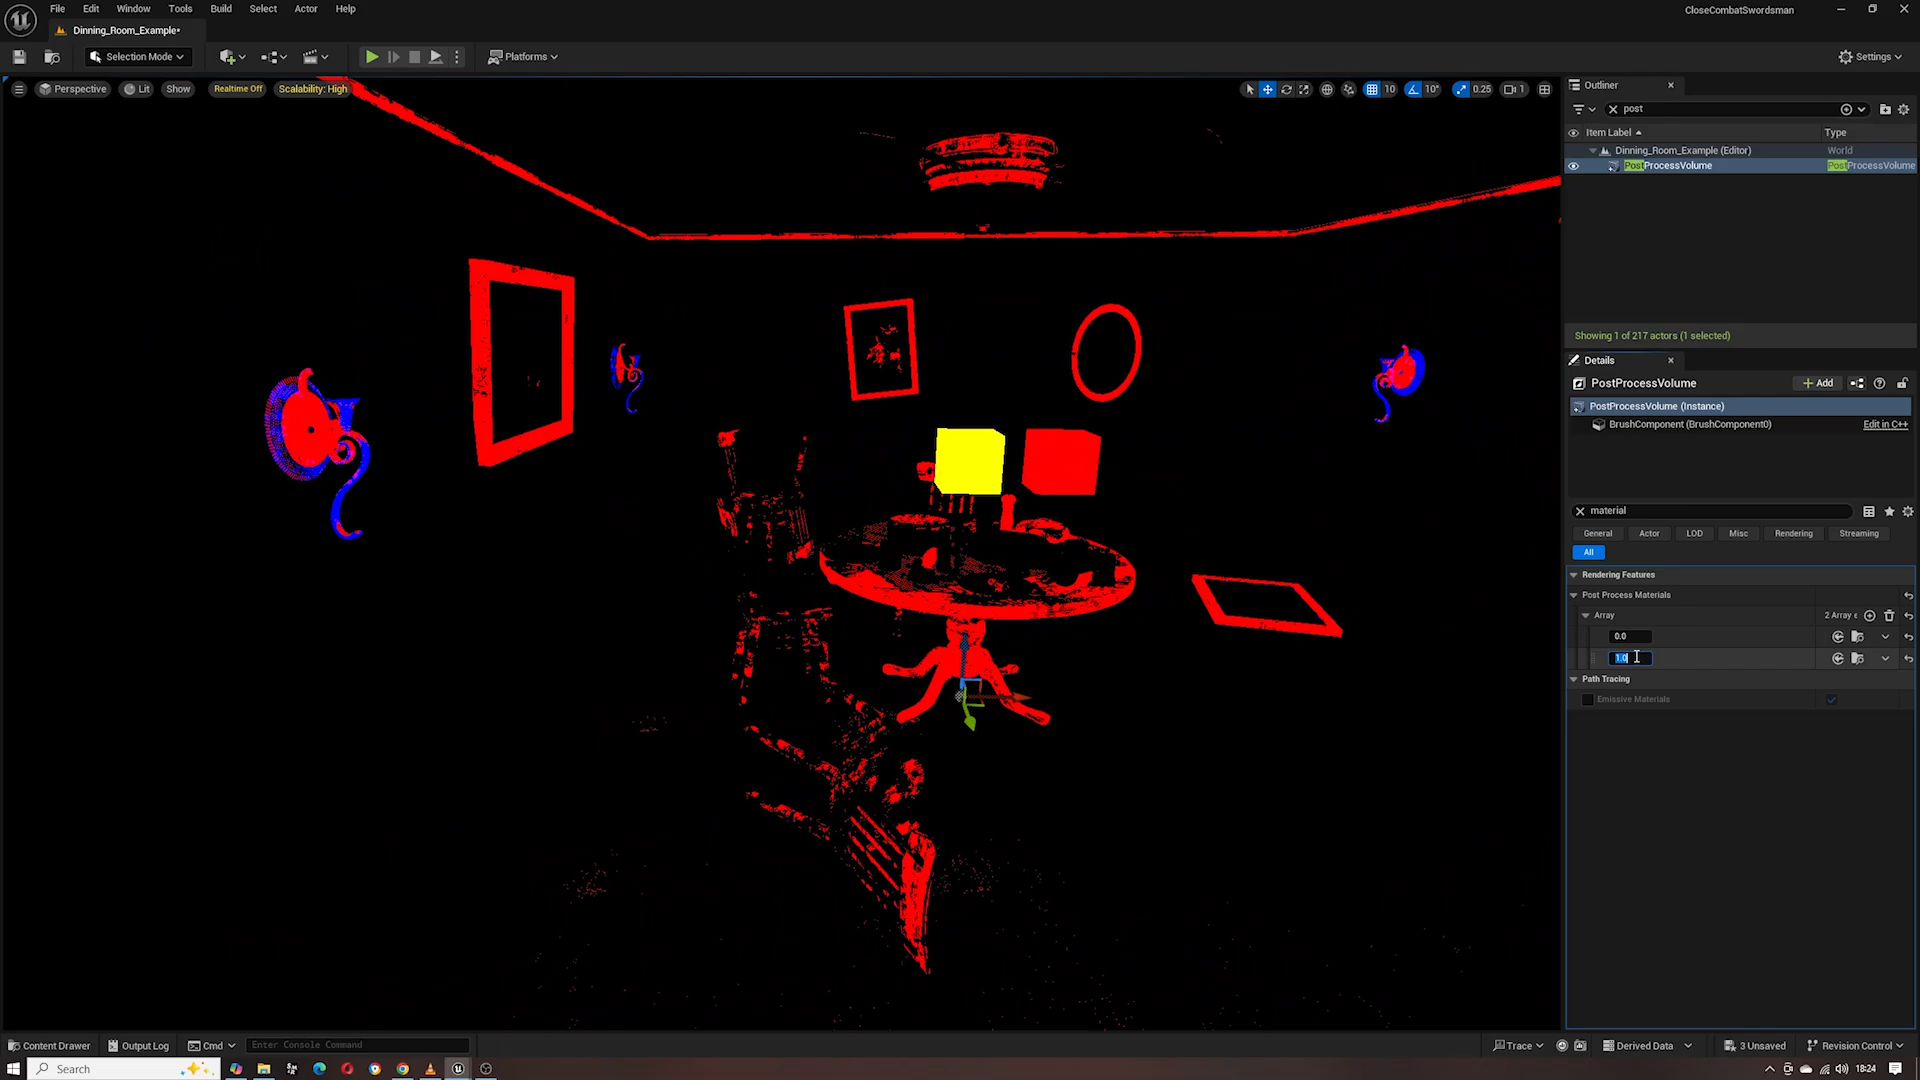 File Edit Window Tools Build Select Actor Help
CloseCombatSwordsman
Dinning_Room_Example*
Selection Mode
Platforms
Settings
Perspective Lit Show Realtime Off Scalability: High
10 10° 0.25 1
Outliner
post
Item Label Type
Dinning_Room_Example (Editor) World
PostProcessVolume PostProcessVolume
Showing 1 of 217 actors (1 selected)
Details
PostProcessVolume
Add
PostProcessVolume (Instance)
BrushComponent (BrushComponent0) Edit in C++
material
General Actor LOD Misc Rendering Streaming
All
Rendering Features
Post Process Materials
Array 2 Array e
0.0
1.0
Path Tracing
Emissive Materials
Content Drawer Output Log Cmd Enter Console Command
Trace Derived Data 3 Unsaved Revision Control
Search
18:24